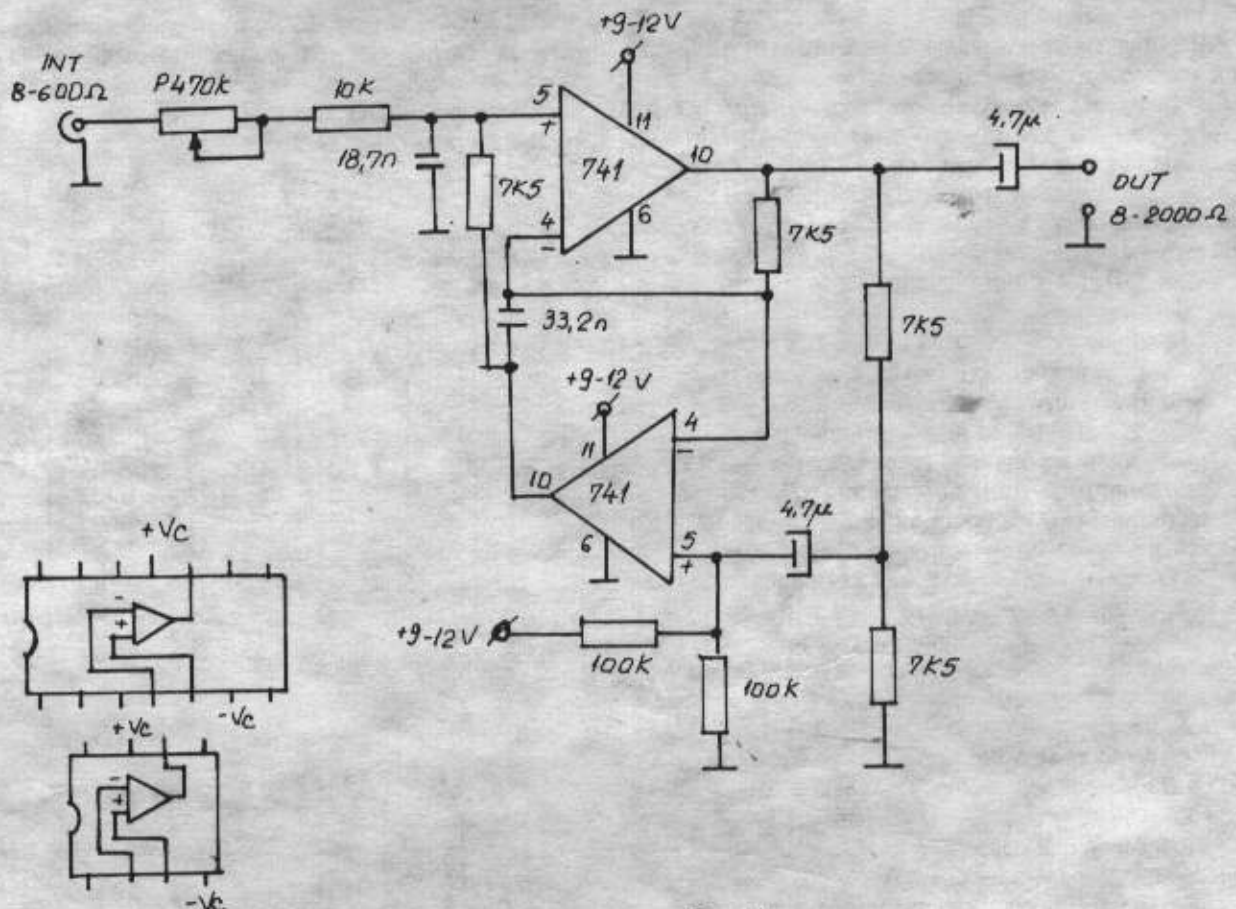 +9-12V
INT
8-600Ω
P470K
10K
5
+
11
741
10
4,7µ
18,7n
7K5
4
-
6
7K5
OUT
8-2000Ω
33,2n
7K5
+9-12V
11
4
-
10
741
4,7µ
6
5
+
+Vc
-
+
+9-12V
100K
100K
7K5
+Vc
-Vc
-
+
-Vc